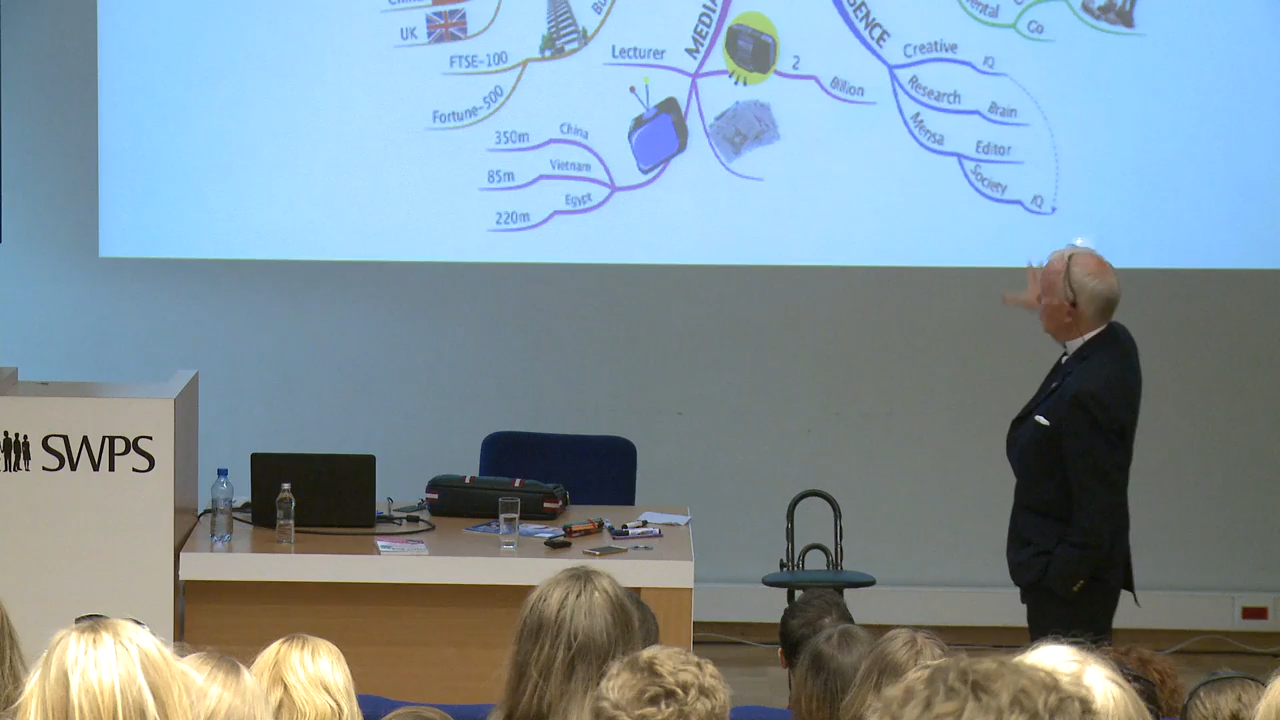 UK
FTSE-100
Fortune-500
Lecturer
MEDIA
2
Billion
China
350m
Vietnam
85m
Egypt
220m
Creative
IQ
Research
Brain
Mensa
Editor
Society
IQ
Co
SWPS